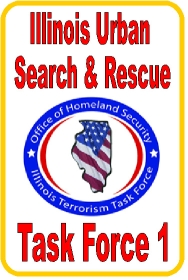 Illinois Urban
Search & Rescue
Office of Homeland Security
Illinois Terrorism Task Force
Task Force 1